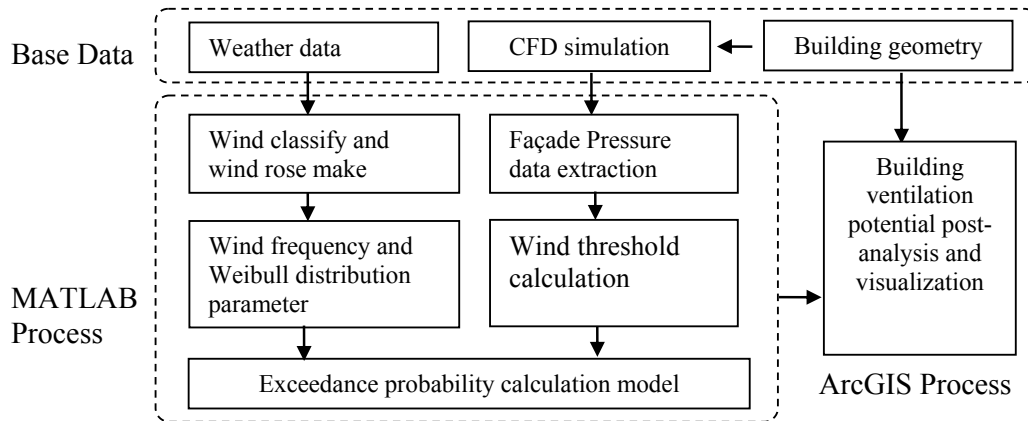 Base Data
Weather data
CFD simulation
Building geometry
Wind classify and
wind rose make
Façade Pressure
data extraction
Building
ventilation
potential post-
analysis and
visualization
Wind frequency and
Weibull distribution
parameter
Wind threshold
calculation
MATLAB
Process
Exceedance probability calculation model
ArcGIS Process